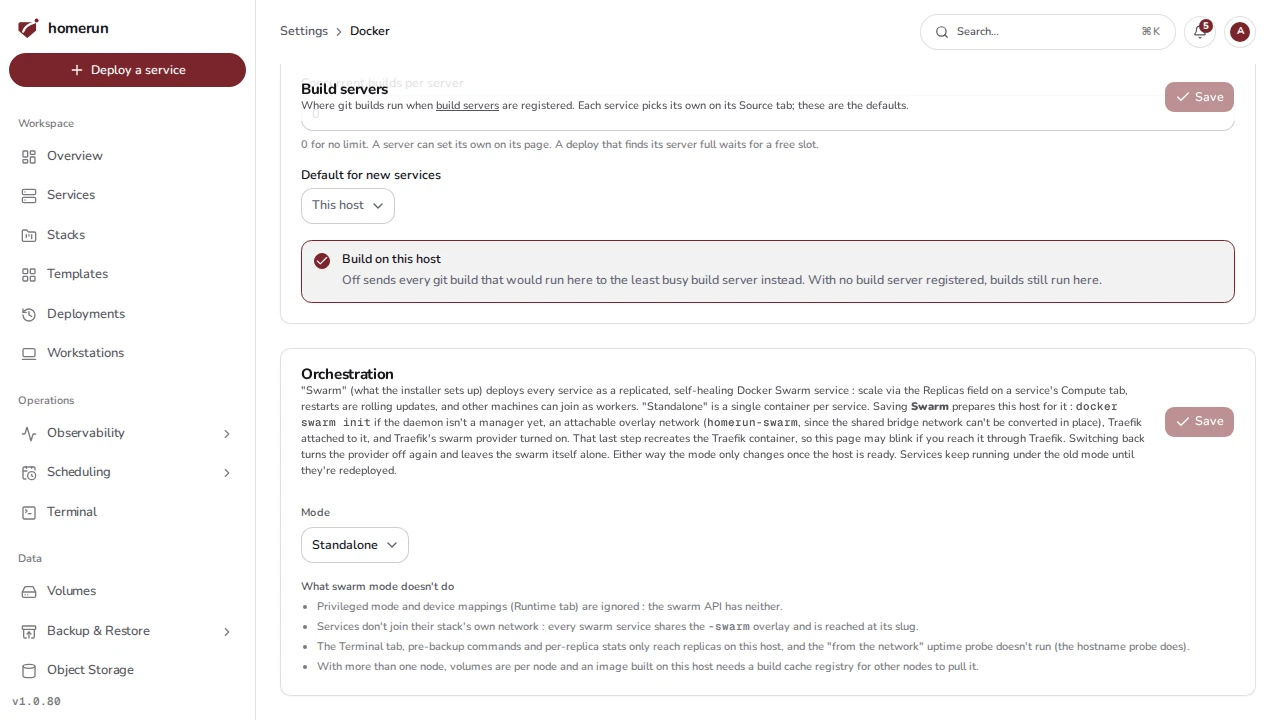 homerun
Deploy a service
Workspace
Overview
Services
Stacks
Templates
Deployments
Workstations
Operations
Observability
Scheduling
Terminal
Data
Volumes
Backup & Restore
Object Storage
v1.0.80
Settings > Docker
Search...
⌘K
5
A
Concurrent builds per server
Build servers
Where git builds run when build servers are registered. Each service picks its own on its Source tab; these are the defaults.
Save
0
0 for no limit. A server can set its own on its page. A deploy that finds its server full waits for a free slot.
Default for new services
This host
Build on this host
Off sends every git build that would run here to the least busy build server instead. With no build server registered, builds still run here.
Orchestration
"Swarm" (what the installer sets up) deploys every service as a replicated, self-healing Docker Swarm service : scale via the Replicas field on a service's Compute tab,
restarts are rolling updates, and other machines can join as workers. "Standalone" is a single container per service. Saving Swarm prepares this host for it : docker
swarm init if the daemon isn't a manager yet, an attachable overlay network (homerun-swarm, since the shared bridge network can't be converted in place), Traefik
attached to it, and Traefik's swarm provider turned on. That last step recreates the Traefik container, so this page may blink if you reach it through Traefik. Switching back
turns the provider off again and leaves the swarm itself alone. Either way the mode only changes once the host is ready. Services keep running under the old mode until
they're redeployed.
Save
Mode
Standalone
What swarm mode doesn't do
Privileged mode and device mappings (Runtime tab) are ignored : the swarm API has neither.
Services don't join their stack's own network : every swarm service shares the -swarm overlay and is reached at its slug.
The Terminal tab, pre-backup commands and per-replica stats only reach replicas on this host, and the "from the network" uptime probe doesn't run (the hostname probe does).
With more than one node, volumes are per node and an image built on this host needs a build cache registry for other nodes to pull it.